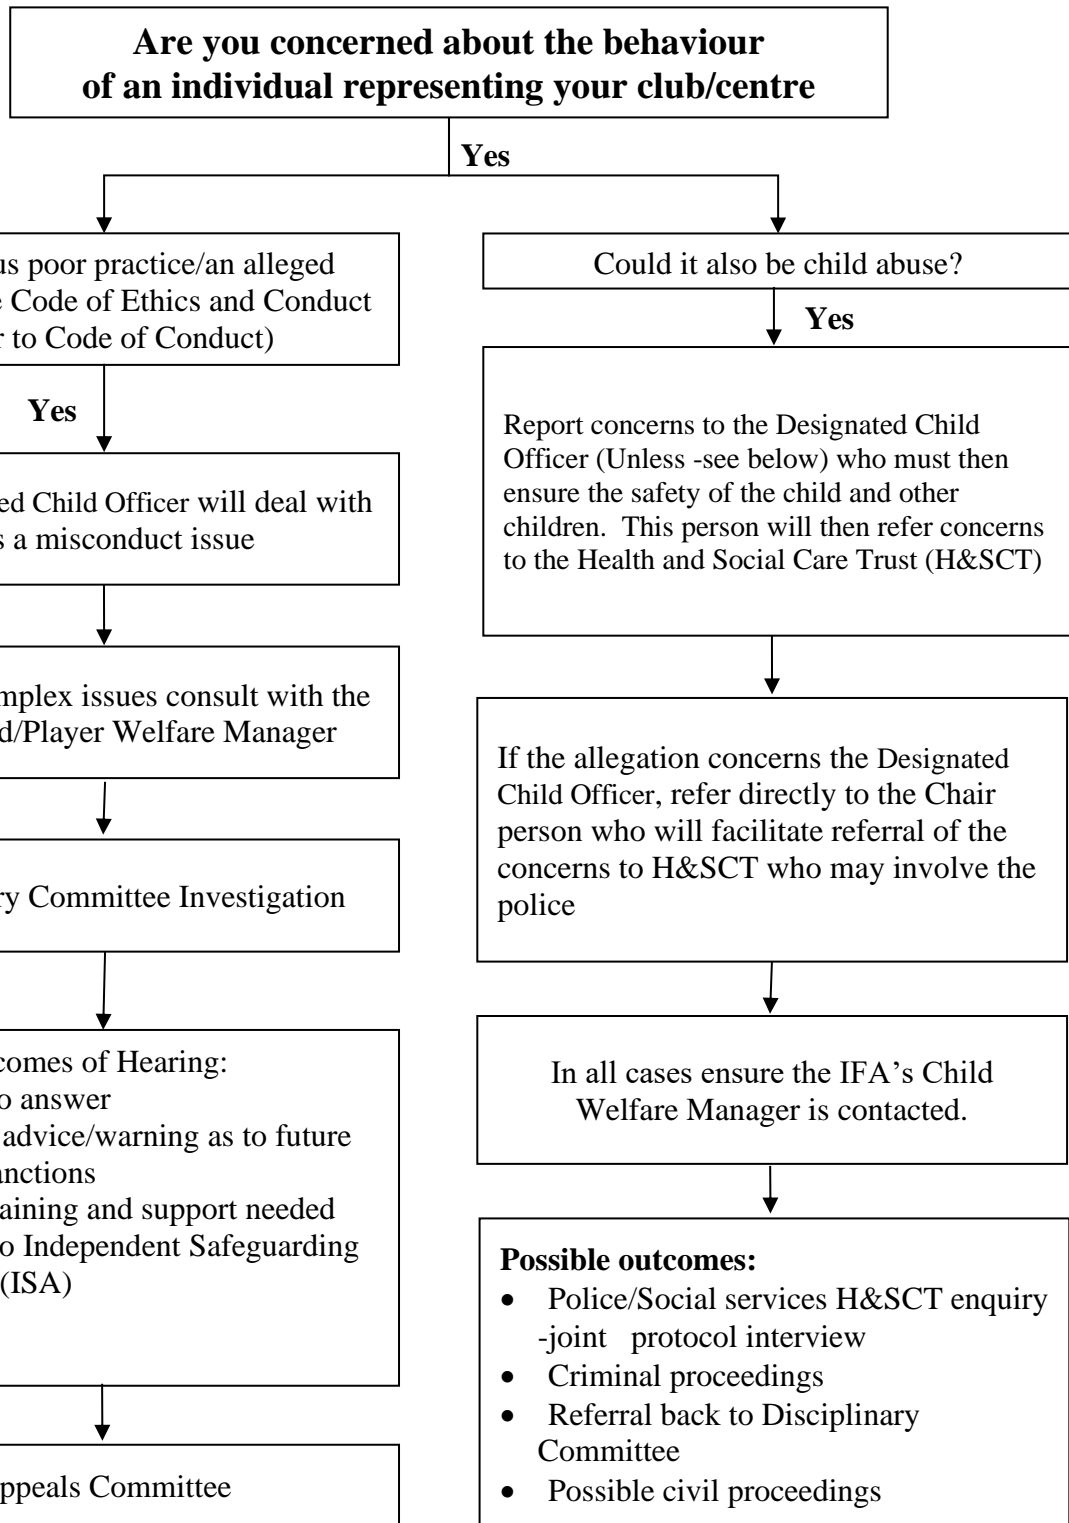 Are you concerned about the behaviour
of an individual representing your club/centre
Yes
us poor practice/an alleged
e Code of Ethics and Conduct
r to Code of Conduct)
Yes
ed Child Officer will deal with
s a misconduct issue
mplex issues consult with the
d/Player Welfare Manager
ry Committee Investigation
comes of Hearing:
o answer
advice/warning as to future
anctions
aining and support needed
o Independent Safeguarding
(ISA)
ppeals Committee
Could it also be child abuse?
Yes
Report concerns to the Designated Child
Officer (Unless -see below) who must then
ensure the safety of the child and other
children. This person will then refer concerns
to the Health and Social Care Trust (H&SCT)
If the allegation concerns the Designated
Child Officer, refer directly to the Chair
person who will facilitate referral of the
concerns to H&SCT who may involve the
police
In all cases ensure the IFA’s Child
Welfare Manager is contacted.
Possible outcomes:
• Police/Social services H&SCT enquiry
-joint protocol interview
• Criminal proceedings
• Referral back to Disciplinary
Committee
• Possible civil proceedings